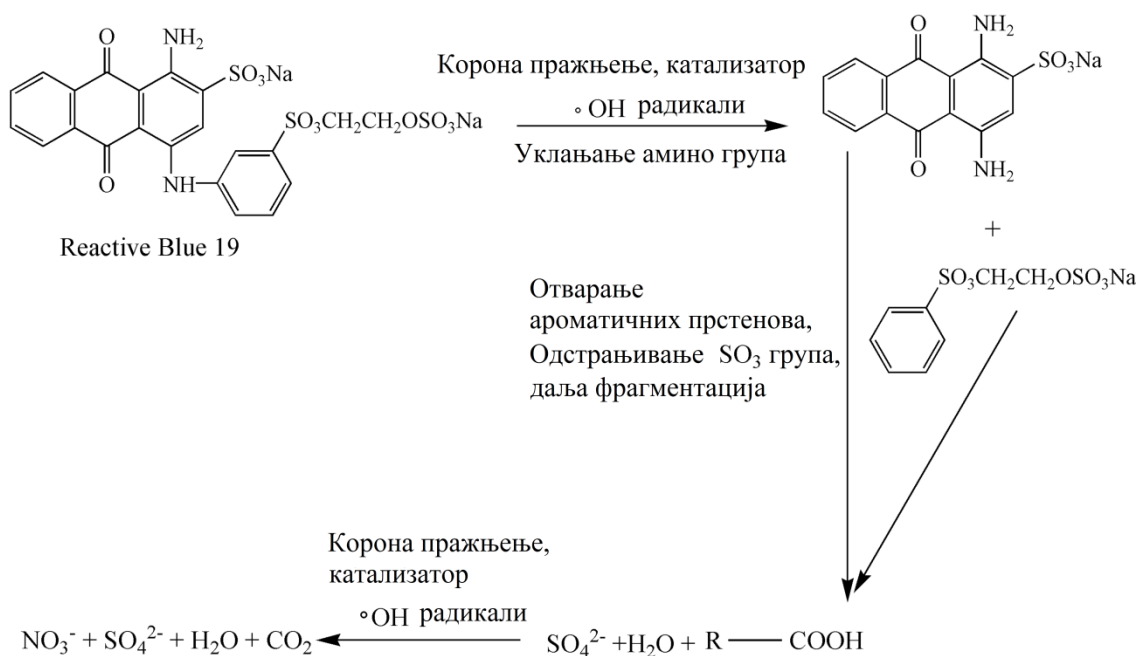 O
NH₂
SO₃Na
SO₃CH₂CH₂OSO₃Na
O
NH
Reactive Blue 19
Корона пражњење, катализатор
∘OH радикали
Уклањање амино група
O
NH₂
SO₃Na
O
NH₂
+
SO₃CH₂CH₂OSO₃Na
Отварање
ароматичних прстенова,
Одстрањивање SO₃ група,
даља фрагментација
Корона пражњење,
катализатор
∘OH радикали
NO₃⁻ + SO₄²⁻ + H₂O + CO₂
SO₄²⁻ +H₂O + R — COOH